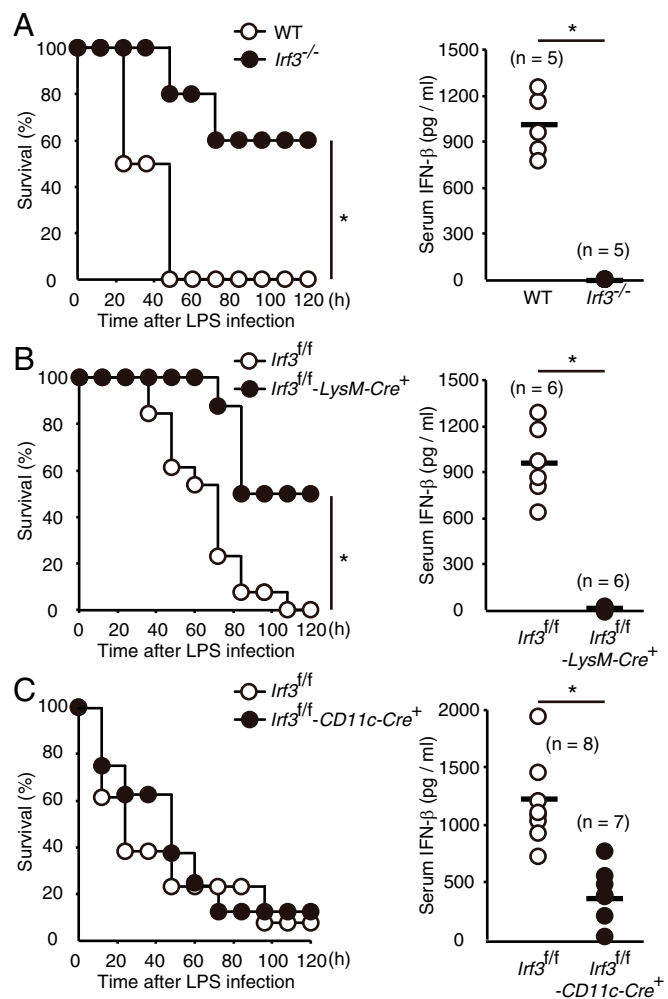 A
WT
Irf3-/-
100
80
60
40
20
0
Survival (%)
*
0 20 40 60 80 100 120 (h)
Time after LPS infection
*
1500
1200
900
600
300
0
Serum IFN-β (pg / ml)
(n = 5)
(n = 5)
WT Irf3-/-
B
Irf3f/f
Irf3f/f-LysM-Cre+
100
80
60
40
20
0
Survival (%)
*
0 20 40 60 80 100 120 (h)
Time after LPS infection
*
1500
1200
900
600
300
0
Serum IFN-β (pg / ml)
(n = 6)
(n = 6)
Irf3f/f Irf3f/f
-LysM-Cre+
C
Irf3f/f
Irf3f/f-CD11c-Cre+
100
80
60
40
20
0
Survival (%)
0 20 40 60 80 100 120 (h)
Time after LPS infection
*
2000
1500
1000
500
0
Serum IFN-β (pg / ml)
(n = 8)
(n = 7)
Irf3f/f Irf3f/f
-CD11c-Cre+